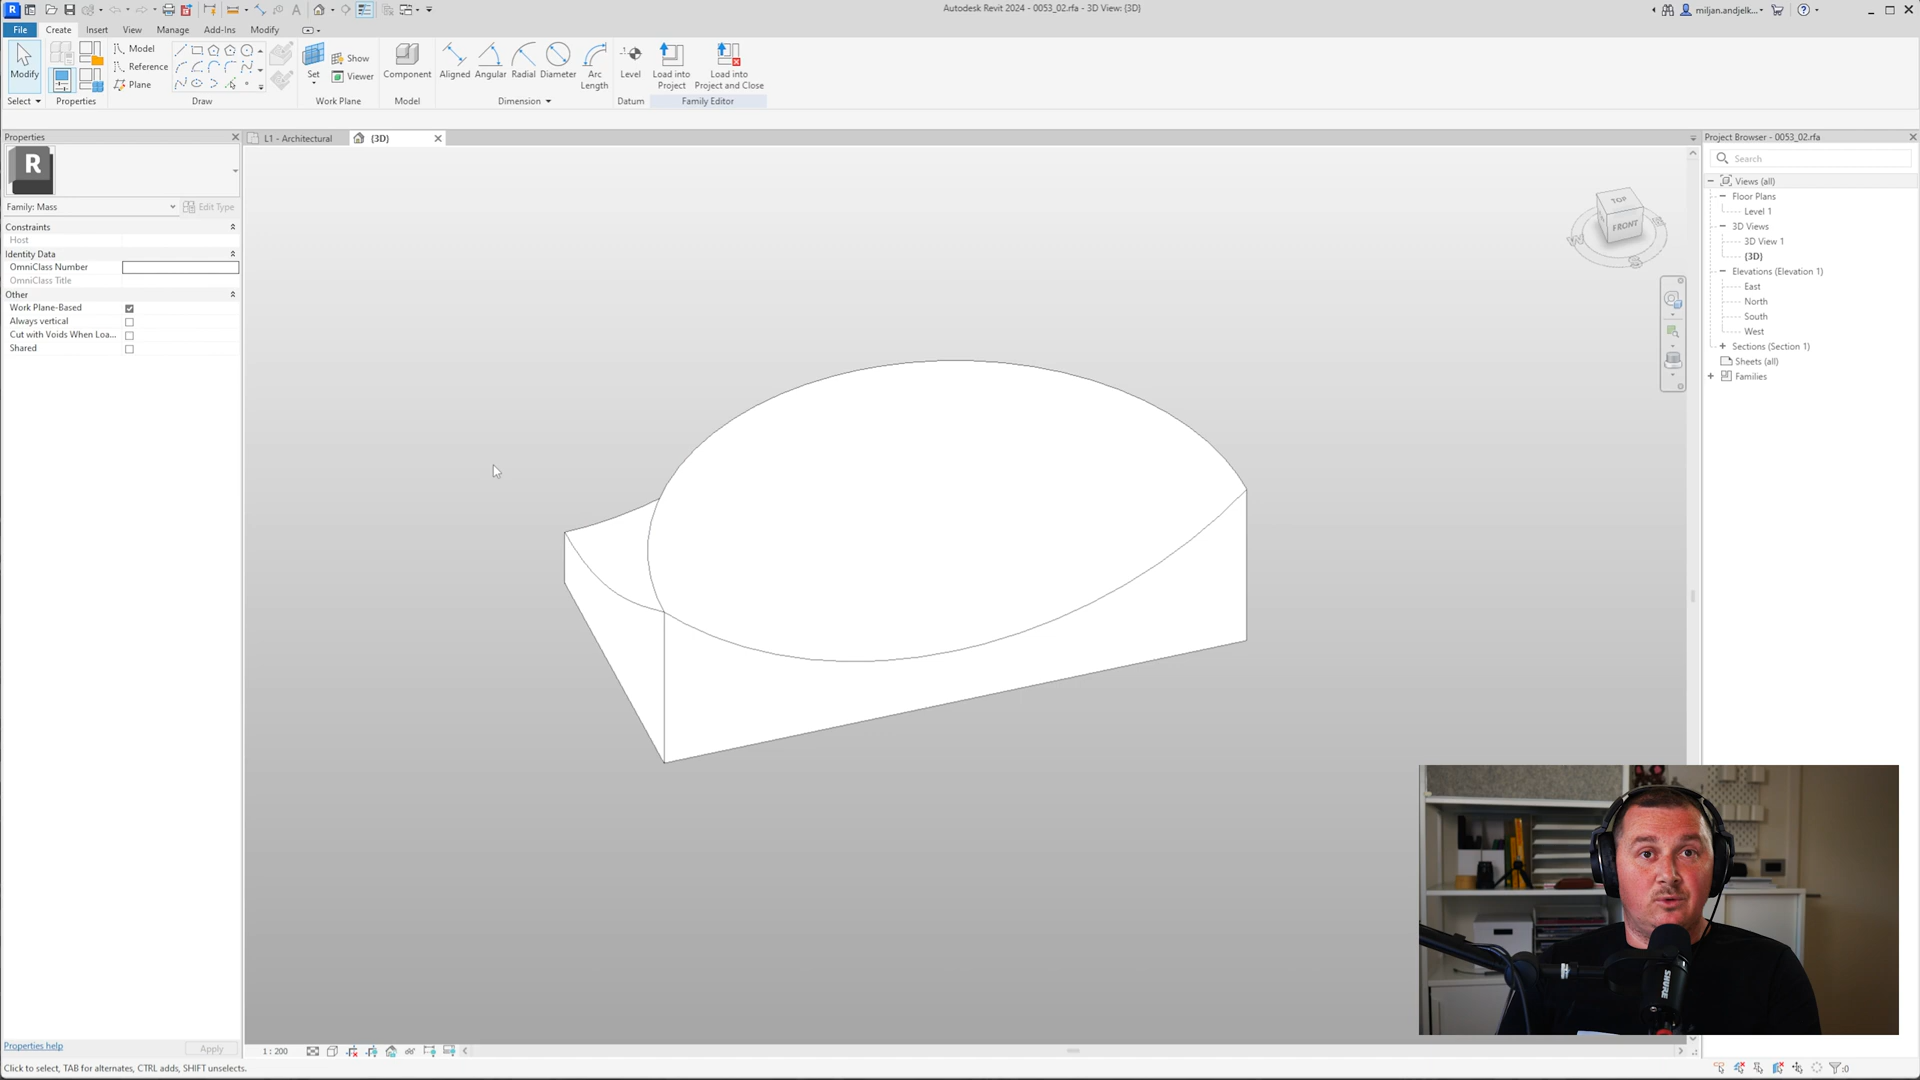 Autodesk Revit 2024 - 0053_02.rfa - 3D View: {3D}
miljan.andjelk...
File Create Insert View Manage Add-Ins Modify
Modify
Model
Reference
Plane
Set
Show
Viewer
Component
Aligned Angular Radial Diameter Arc Length
Level
Load into Project
Load into Project and Close
Select Properties Draw Work Plane Model Dimension Datum Family Editor
Properties
R
Family: Mass
Edit Type
Constraints
Host
Identity Data
OmniClass Number
OmniClass Title
Other
Work Plane-Based
Always vertical
Cut with Voids When Loa...
Shared
Properties help
Apply
L1 - Architectural
{3D}
TOP
FRONT
W
S
E
Project Browser - 0053_02.rfa
Search
Views (all)
Floor Plans
Level 1
3D Views
3D View 1
{3D}
Elevations (Elevation 1)
East
North
South
West
Sections (Section 1)
Sheets (all)
Families
SHURE
1 : 200
Click to select, TAB for alternates, CTRL adds, SHIFT unselects.
:0